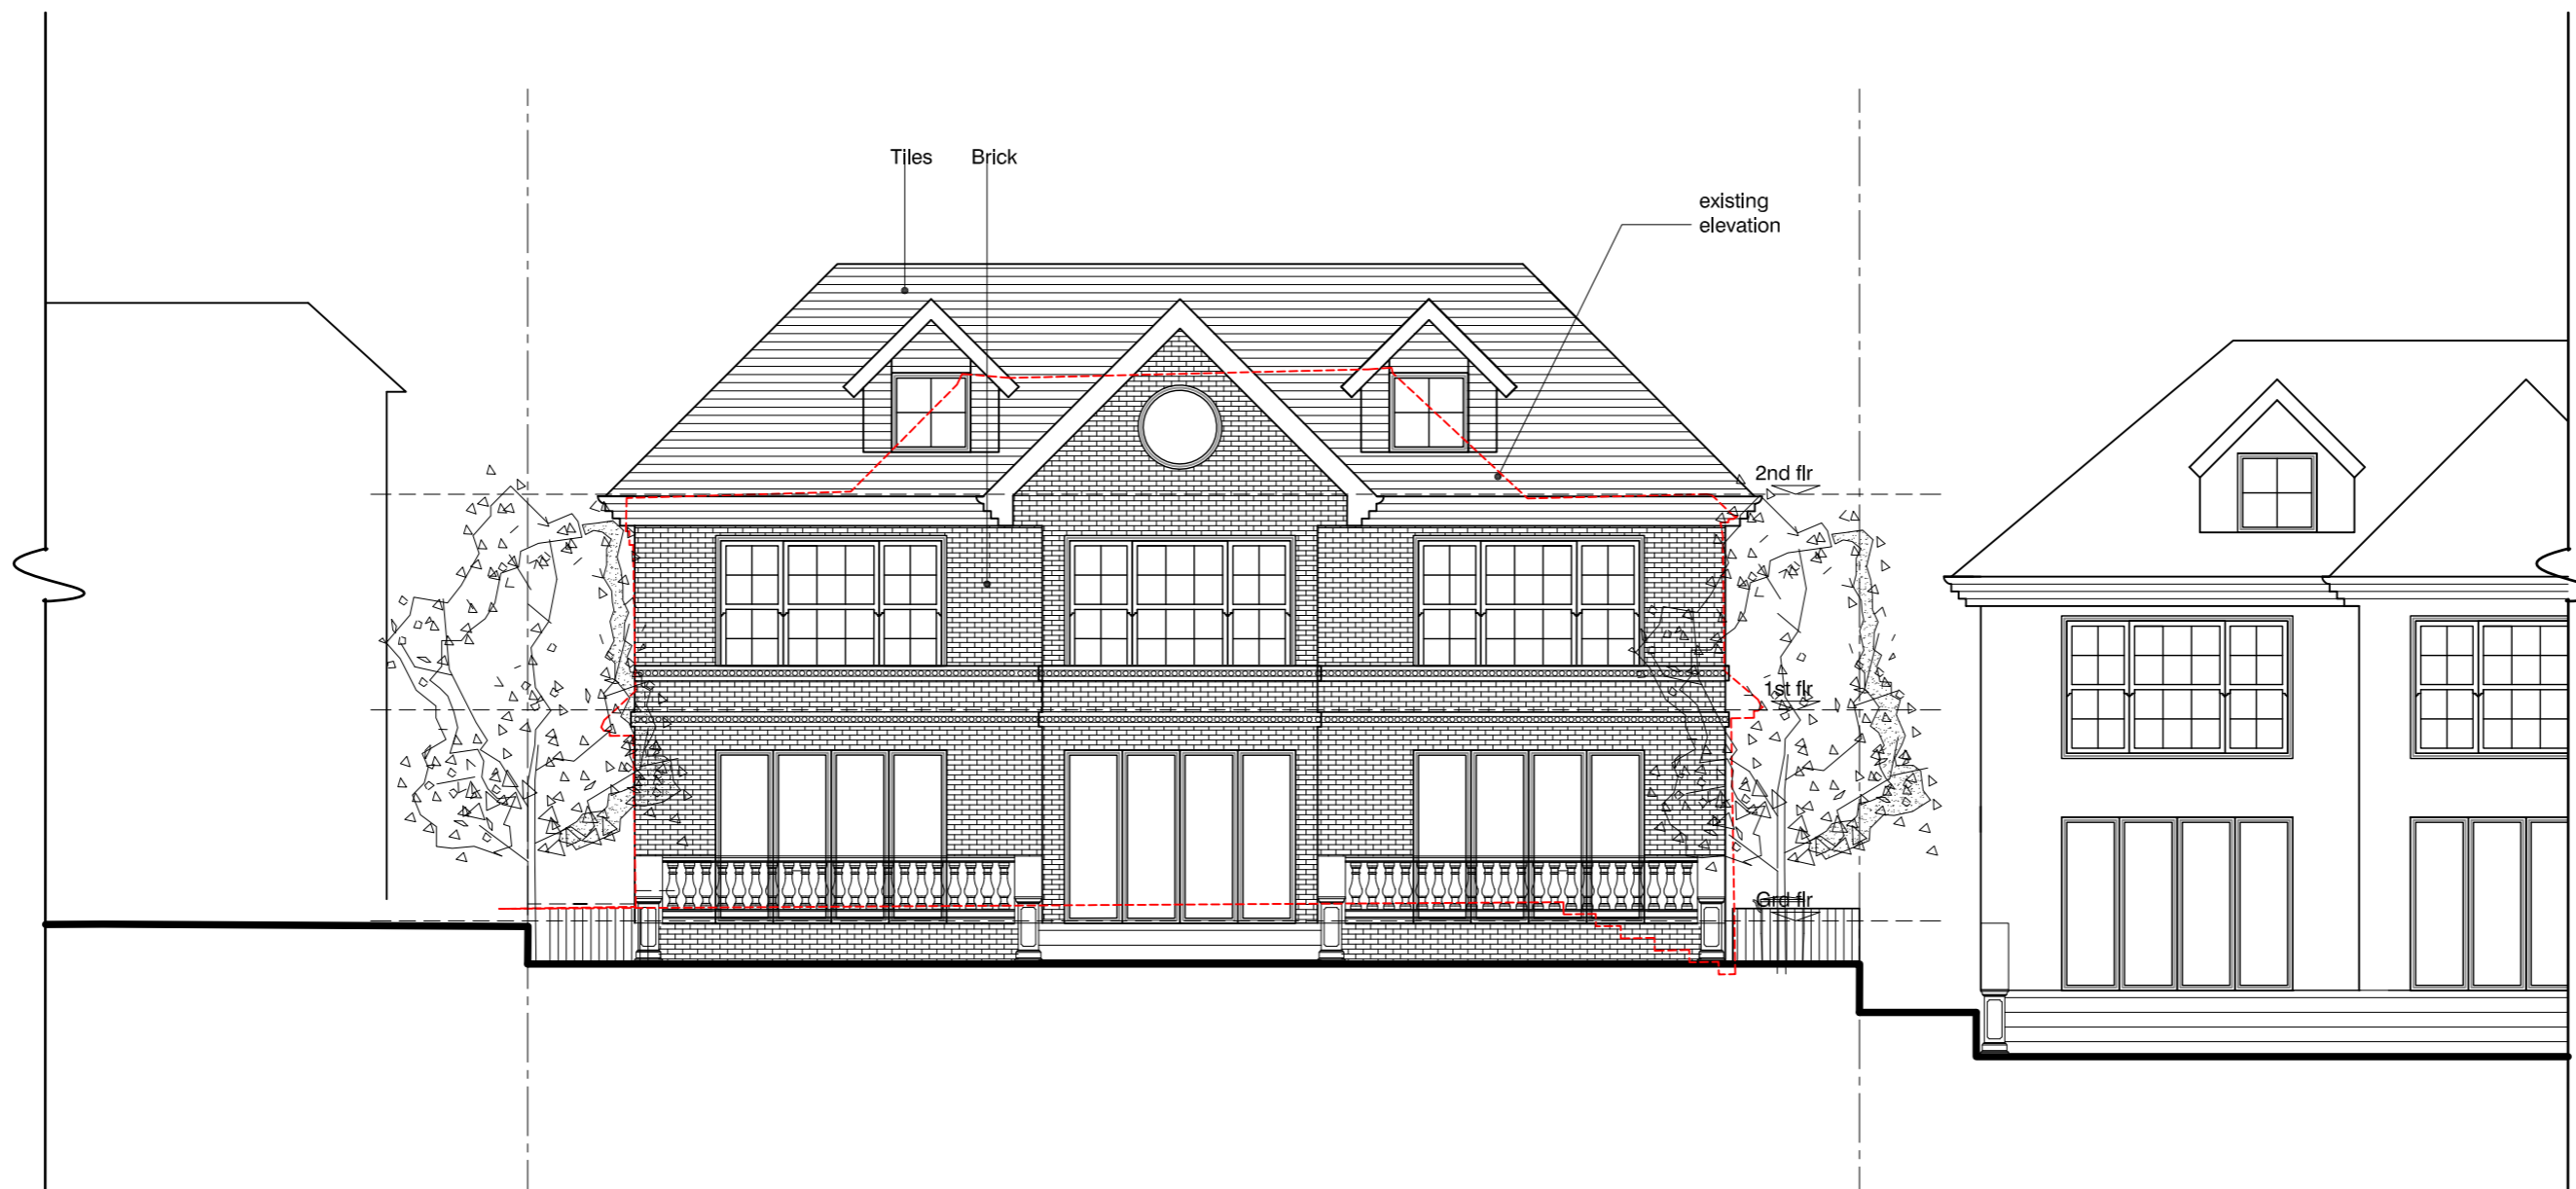 Tiles
Brick
existing
elevation
2nd flr
1st flr
Grd flr